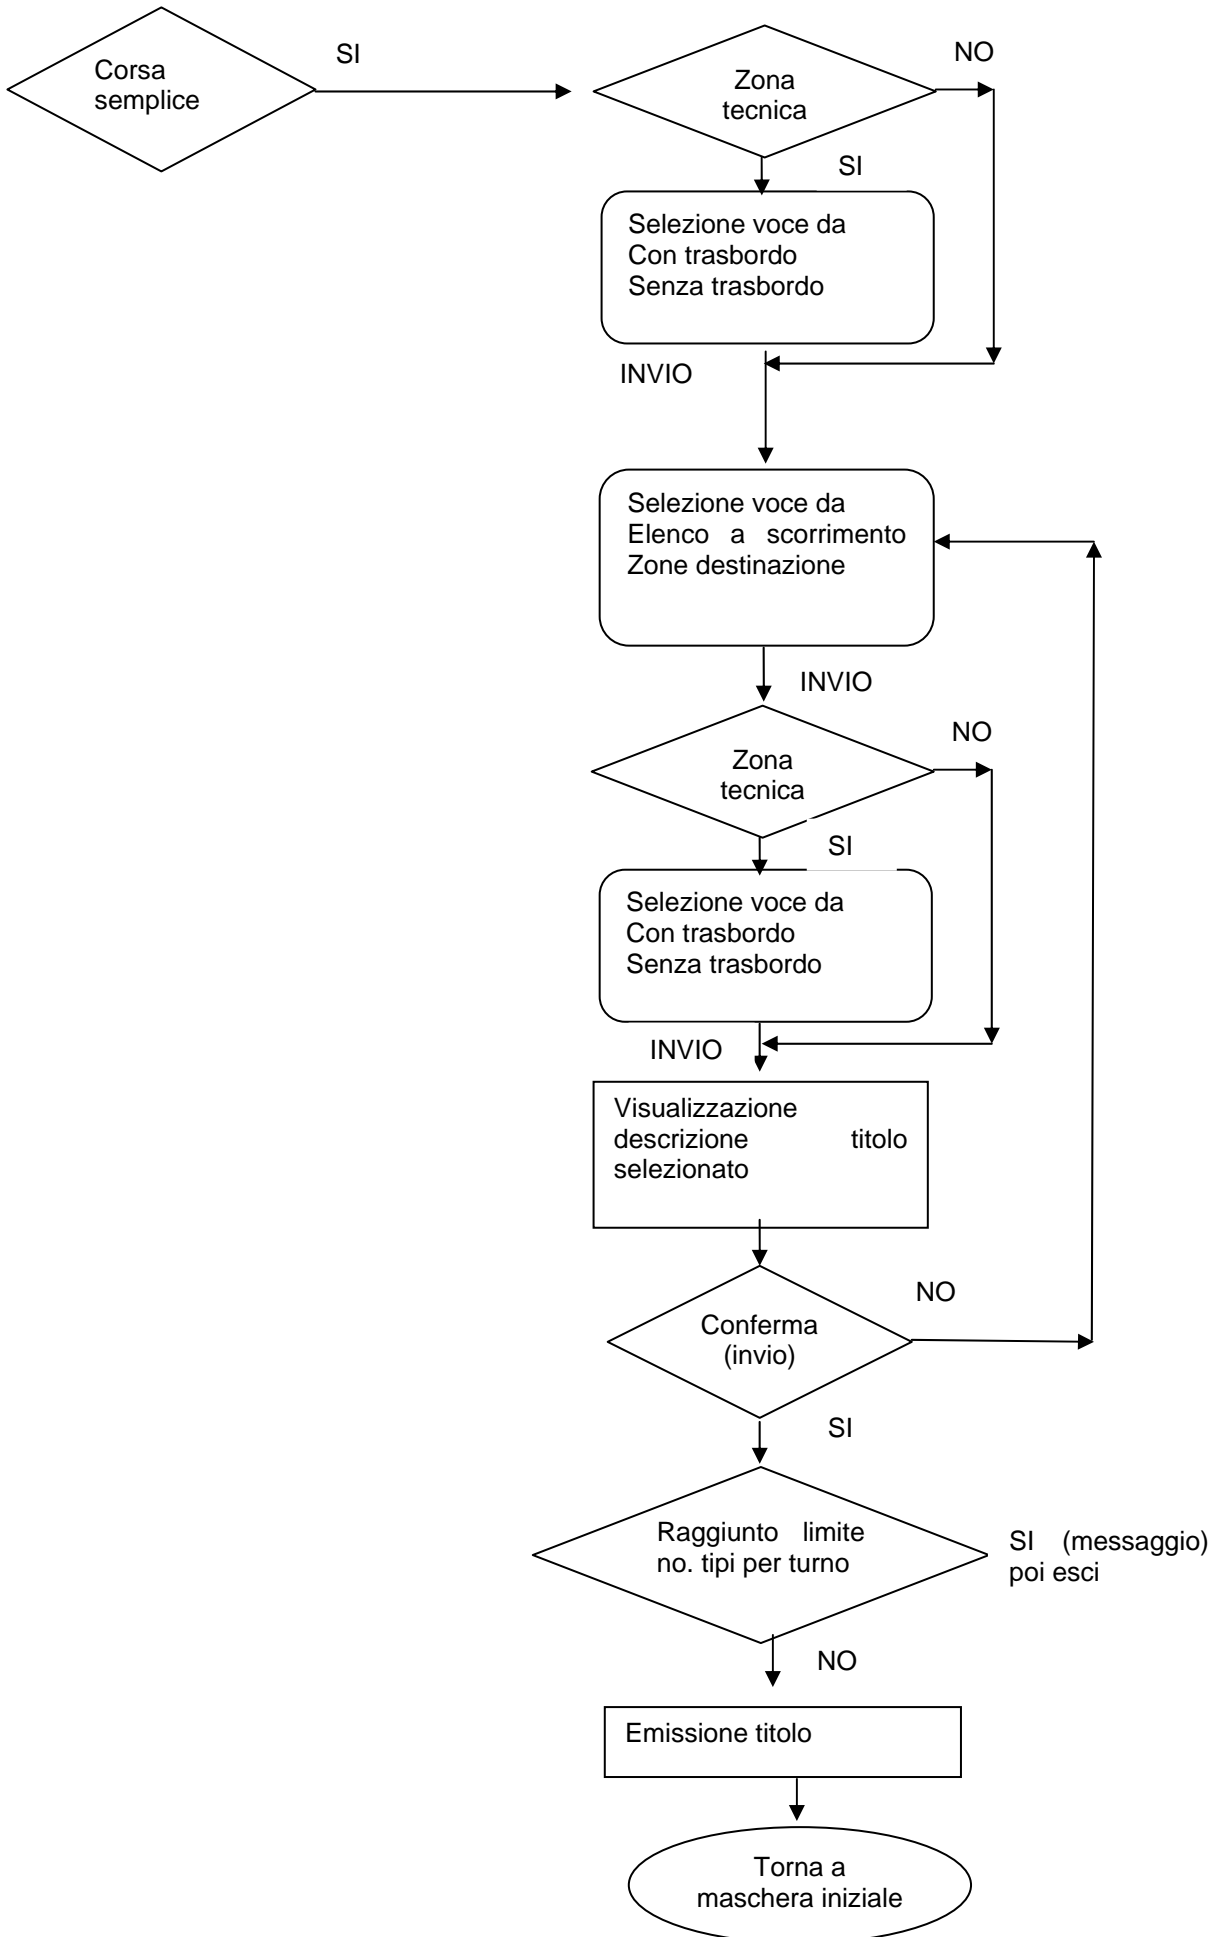 Corsa
semplice
SI
Zona
tecnica
NO
SI
Selezione voce da
Con trasbordo
Senza trasbordo
INVIO
Selezione voce da
Elenco a scorrimento
Zone destinazione
INVIO
Zona
tecnica
NO
SI
Selezione voce da
Con trasbordo
Senza trasbordo
INVIO
Visualizzazione
descrizione titolo
selezionato
Conferma
(invio)
NO
SI
Raggiunto limite
no. tipi per turno
SI (messaggio)
poi esci
NO
Emissione titolo
Torna a
maschera iniziale